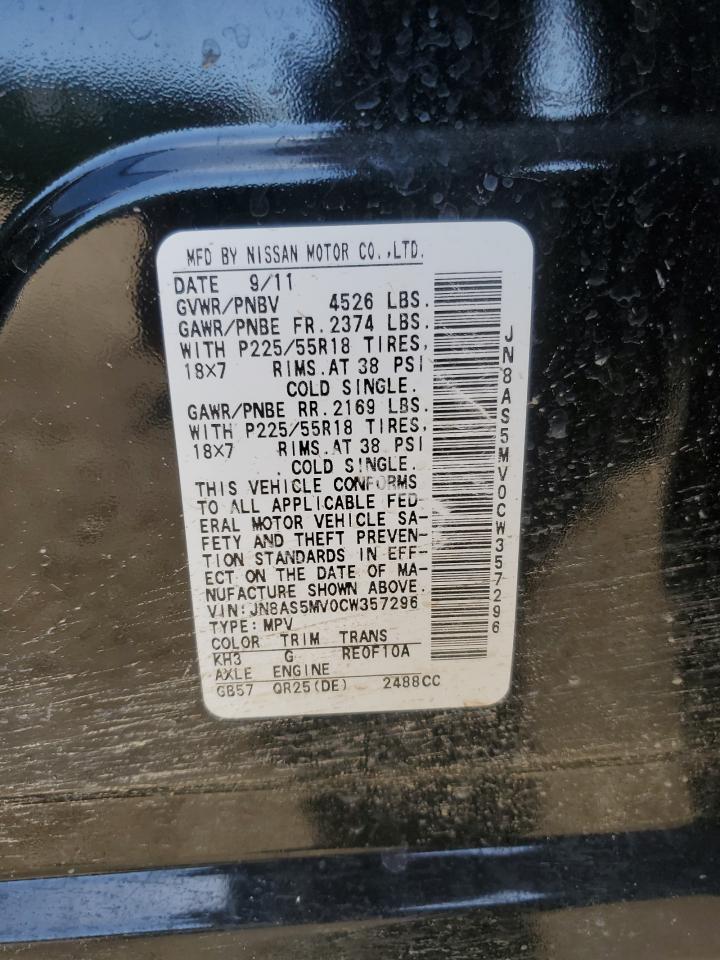 MFD BY NISSAN MOTOR CO.,LTD.
DATE 9/11
GVWR/PNBV 4526 LBS.
GAWR/PNBE FR. 2374 LBS.
WITH P225/55R18 TIRES,
18×7 RIMS. AT 38 PSI
COLD SINGLE.
GAWR/PNBE RR. 2169 LBS.
WITH P225/55R18 TIRES,
18×7 RIMS. AT 38 PSI
COLD SINGLE.
THIS VEHICLE CONFORMS
TO ALL APPLICABLE FED-
ERAL MOTOR VEHICLE SA-
FETY AND THEFT PREVEN-
TION STANDARDS IN EFF-
ECT ON THE DATE OF MA-
NUFACTURE SHOWN ABOVE.
VIN: JN8AS5MV0CW357296
TYPE: MPV
COLOR TRIM TRANS
KH3 G RE0F10A
AXLE ENGINE
GB57 QR25(DE) 2488CC
JN8AS5MV0CW357296